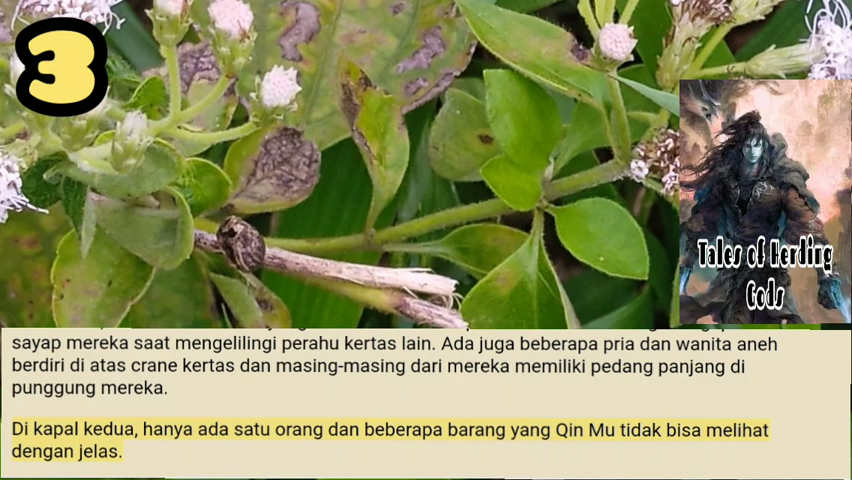 3
Tales of Herding
Gods
sayap mereka saat mengelilingi perahu kertas lain. Ada juga beberapa pria dan wanita aneh
berdiri di atas crane kertas dan masing-masing dari mereka memiliki pedang panjang di
punggung mereka.
Di kapal kedua, hanya ada satu orang dan beberapa barang yang Qin Mu tidak bisa melihat
dengan jelas.